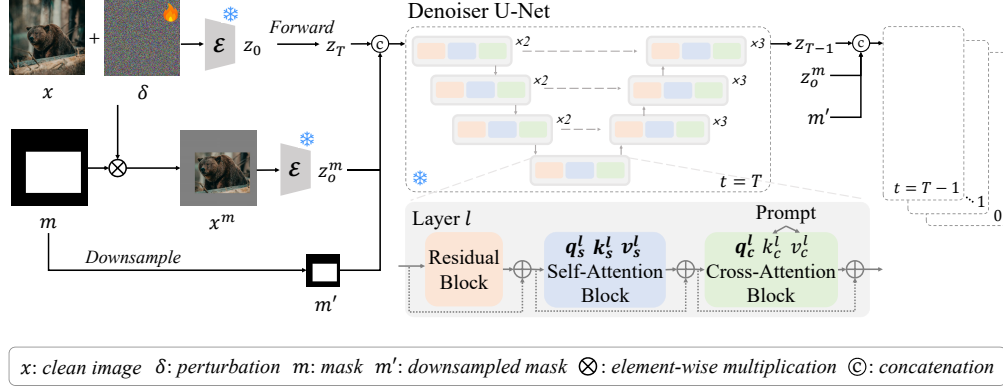 Denoiser U-Net
x + δ ℰ z_0 Forward z_T ©
×2 ×3
×2 ×3
×2 ×3
t = T
z_{T−1} ©
z_o^m
m′
t = T − 1
1
0
m ⊗ x^m ℰ z_o^m
Downsample
m′
Layer l
Residual
Block
q_s^l k_s^l v_s^l
Self-Attention
Block
Prompt
q_c^l k_c^l v_c^l
Cross-Attention
Block
x: clean image δ: perturbation m: mask m′: downsampled mask ⊗: element-wise multiplication ©: concatenation